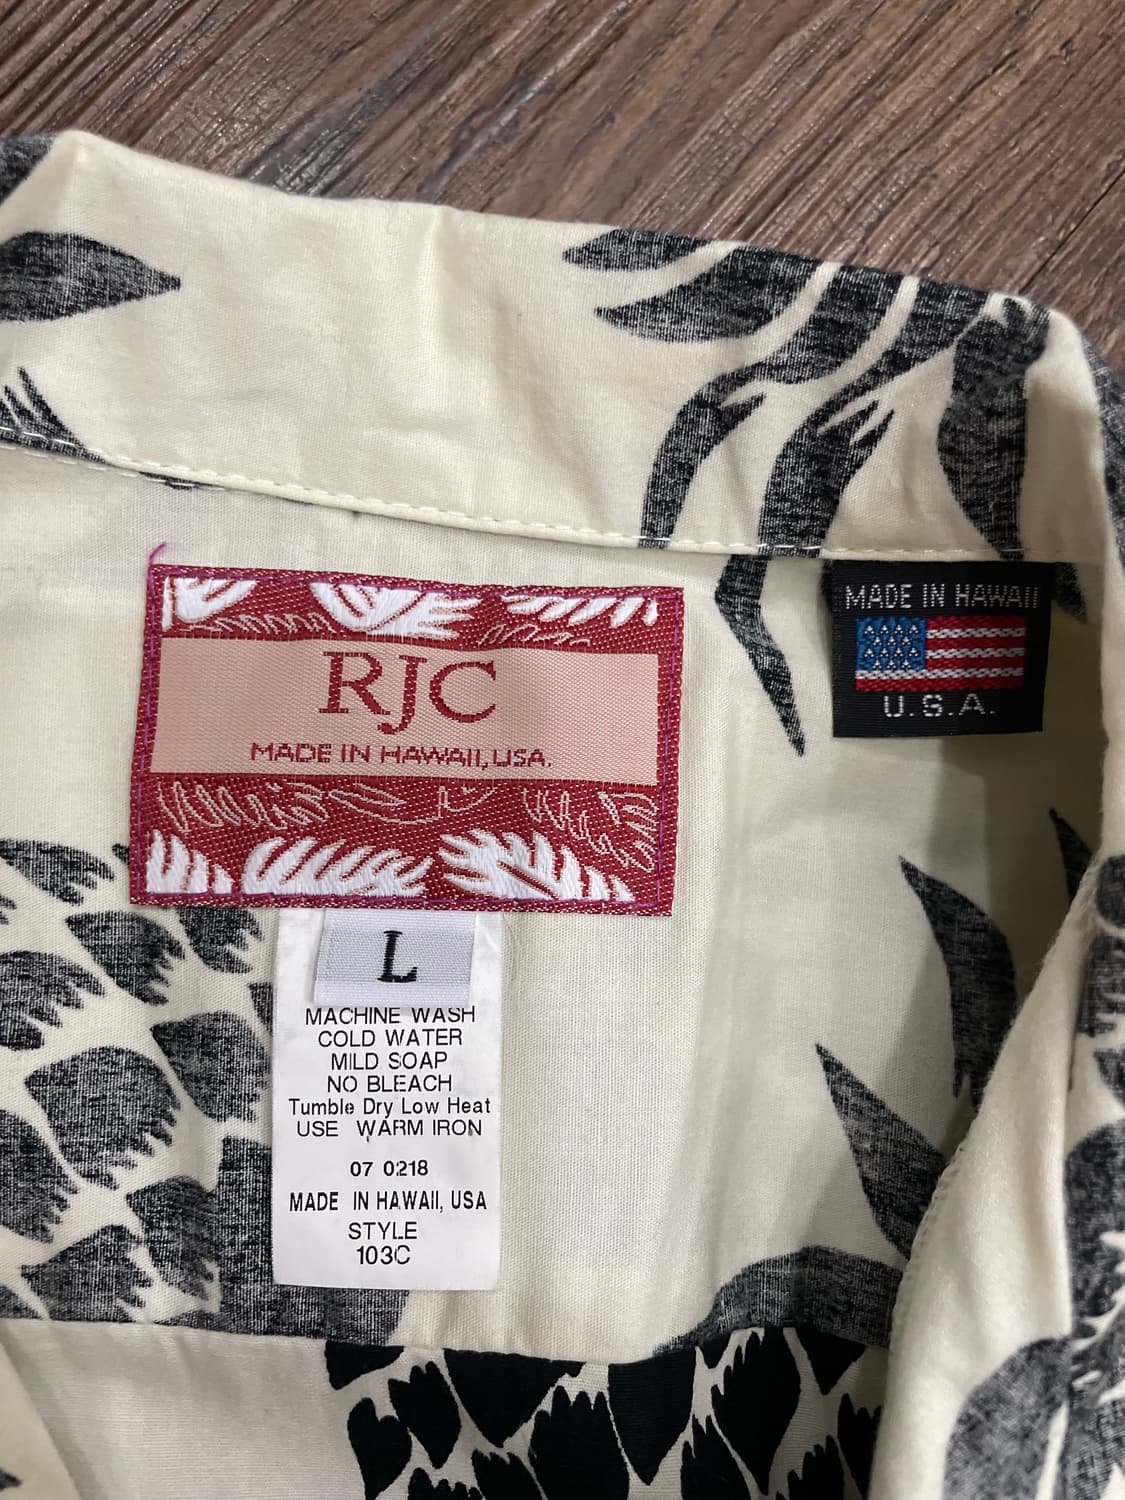 RJC
MADE IN HAWAII, USA.
MADE IN HAWAII
U.S.A.
L
MACHINE WASH
COLD WATER
MILD SOAP
NO BLEACH
Tumble Dry Low Heat
USE WARM IRON
07 0218
MADE IN HAWAII, USA
STYLE
103C